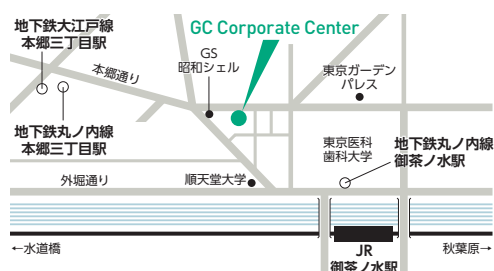 地下鉄大江戸線
本郷三丁目駅
GC Corporate Center
本郷通り
GS
昭和シェル
東京ガーデン
パレス
地下鉄丸ノ内線
本郷三丁目駅
東京医科
歯科大学
地下鉄丸ノ内線
御茶ノ水駅
外堀通り
順天堂大学
←水道橋
JR
御茶ノ水駅
秋葉原→